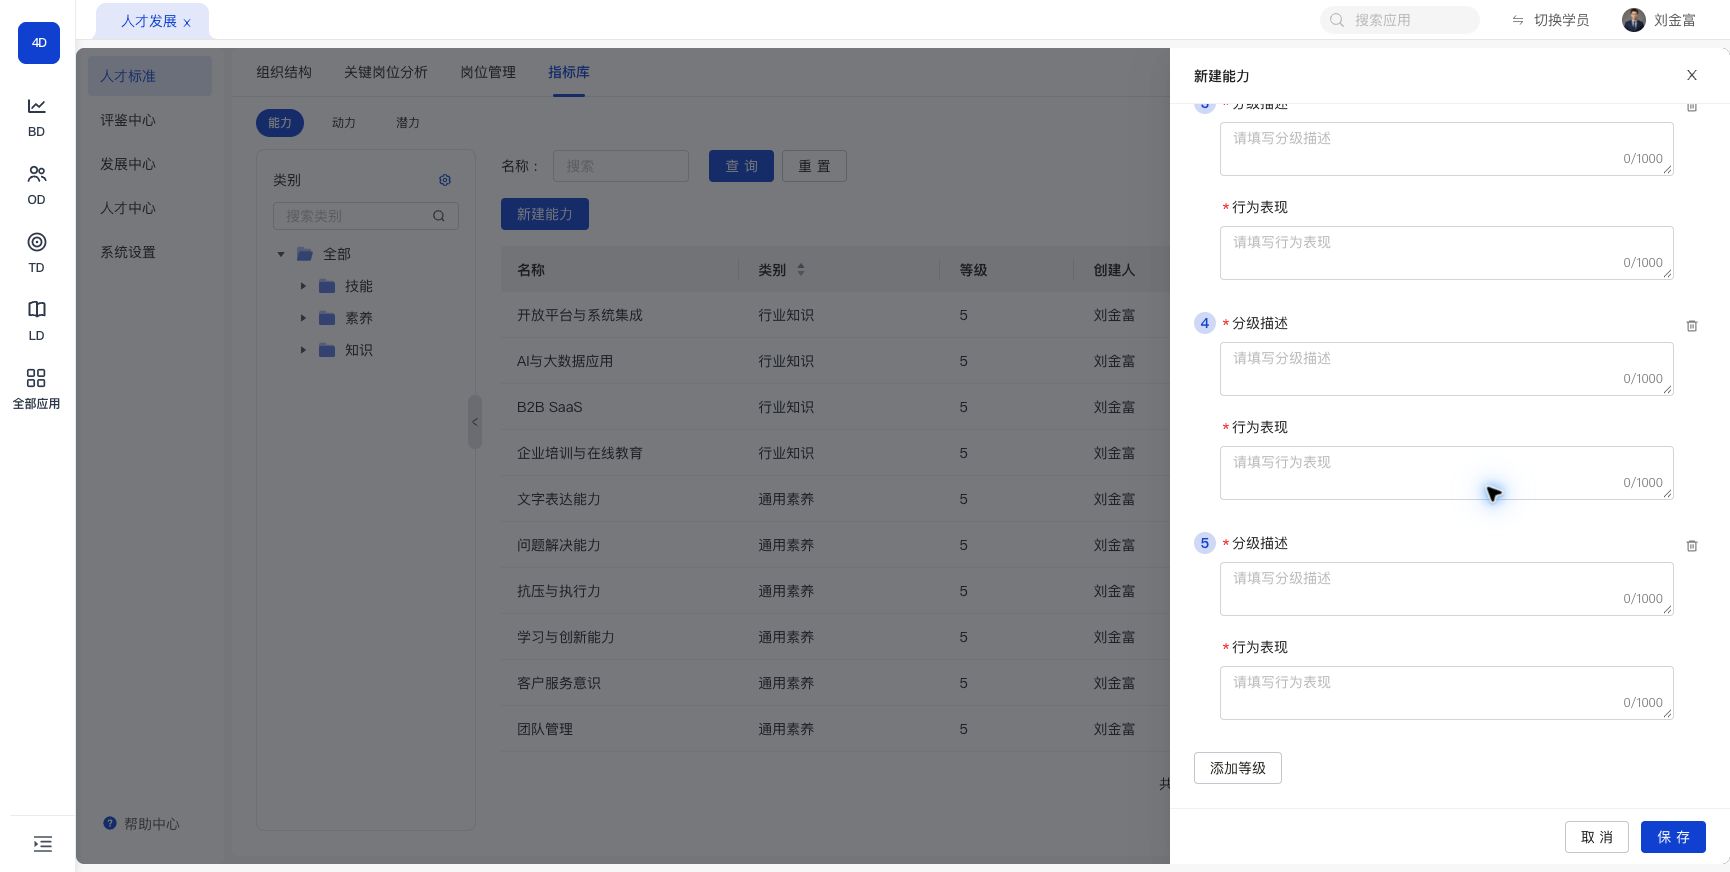 人才发展 x
搜索应用
切换学员
刘金富
4D
BD
OD
TD
LD
全部应用
人才标准
评鉴中心
发展中心
人才中心
系统设置
帮助中心
组织结构 关键岗位分析 岗位管理 指标库
能力 动力 潜力
类别
搜索类别
全部
技能
素养
知识
名称： 搜索 查 询 重 置
新建能力
名称 类别 等级 创建人
开放平台与系统集成 行业知识 5 刘金富
AI与大数据应用 行业知识 5 刘金富
B2B SaaS 行业知识 5 刘金富
企业培训与在线教育 行业知识 5 刘金富
文字表达能力 通用素养 5 刘金富
问题解决能力 通用素养 5 刘金富
抗压与执行力 通用素养 5 刘金富
学习与创新能力 通用素养 5 刘金富
客户服务意识 通用素养 5 刘金富
团队管理 通用素养 5 刘金富
共
新建能力
* 分级描述
请填写分级描述
0/1000
* 行为表现
请填写行为表现
0/1000
4 * 分级描述
请填写分级描述
0/1000
* 行为表现
请填写行为表现
0/1000
5 * 分级描述
请填写分级描述
0/1000
* 行为表现
请填写行为表现
0/1000
添加等级
取 消 保 存